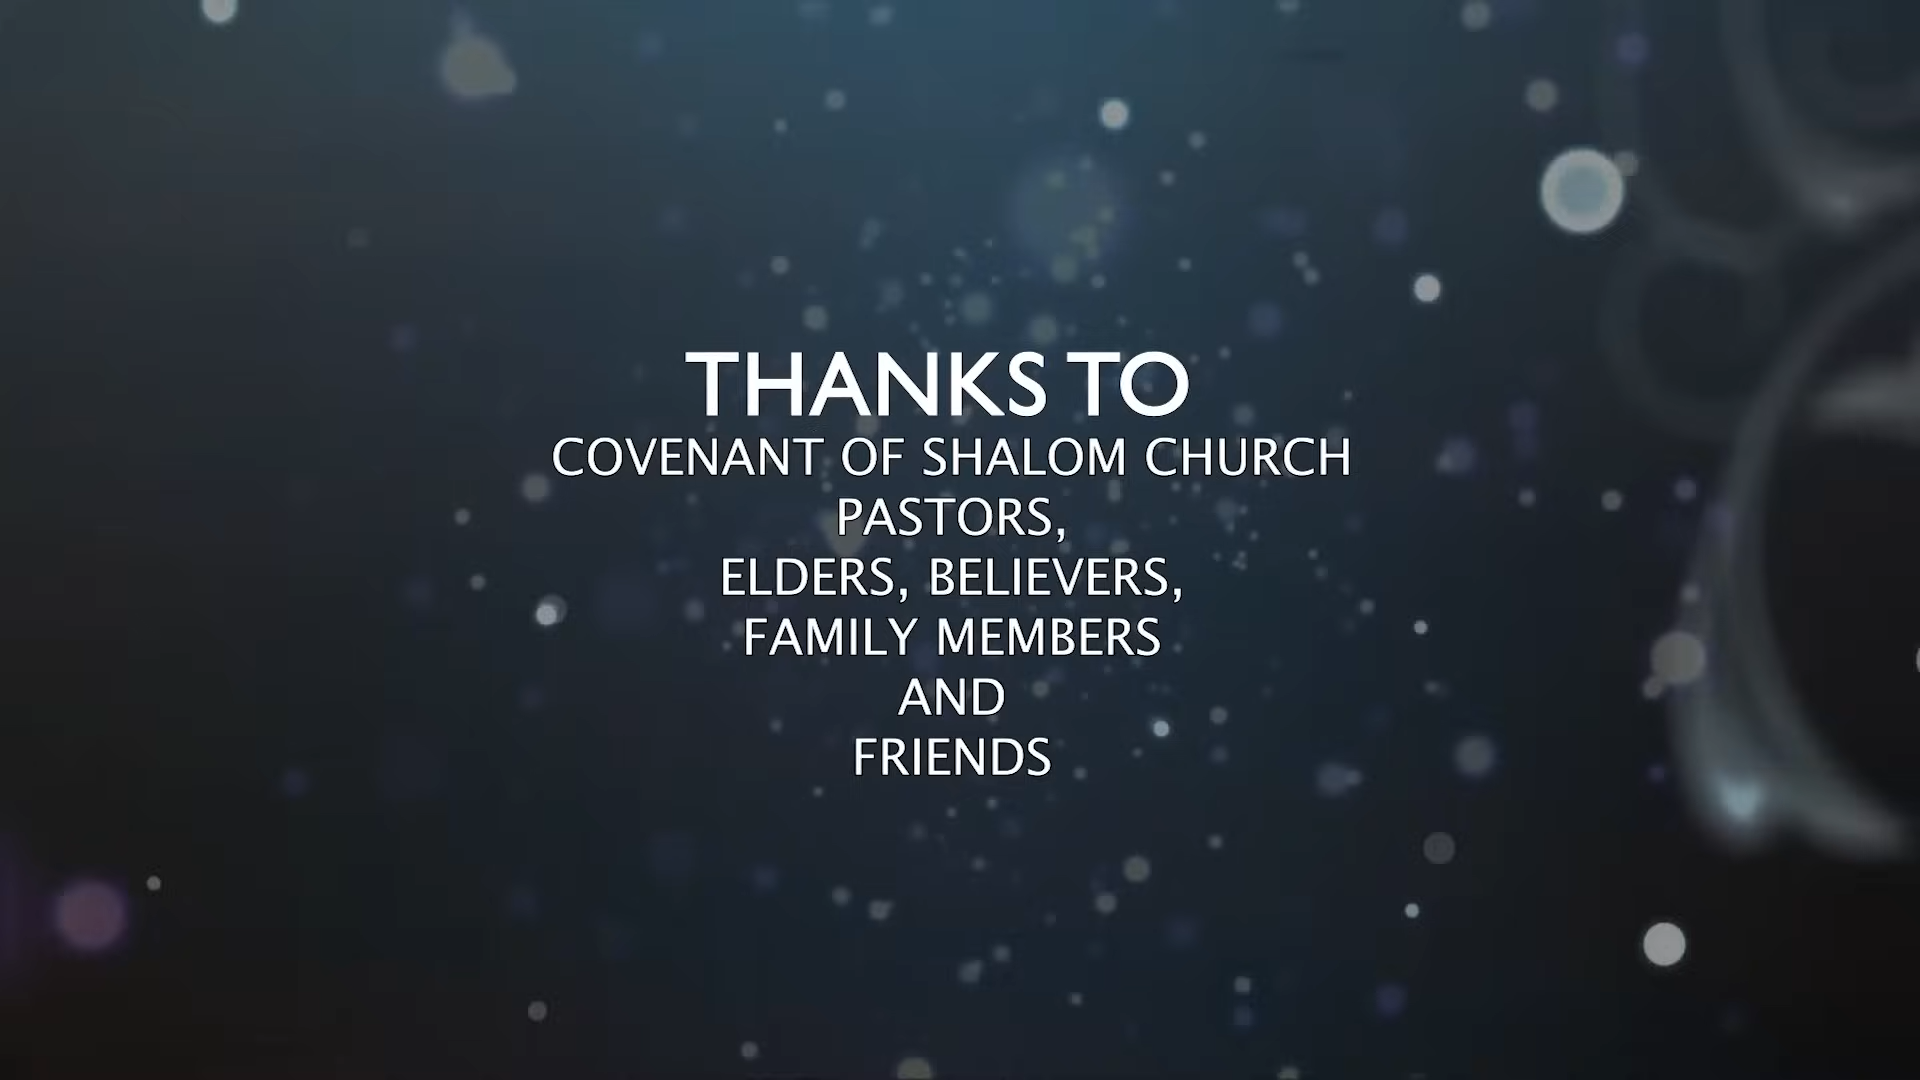 THANKS TO
COVENANT OF SHALOM CHURCH
PASTORS,
ELDERS, BELIEVERS,
FAMILY MEMBERS
AND
FRIENDS